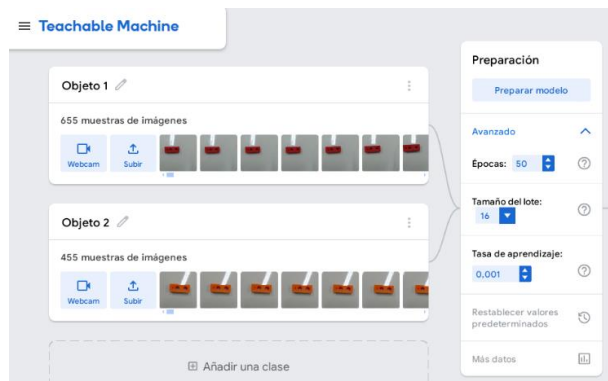 Teachable Machine
Objeto 1
655 muestras de imágenes
Webcam
Subir
Objeto 2
455 muestras de imágenes
Webcam
Subir
Añadir una clase
Preparación
Preparar modelo
Avanzado
Épocas: 50
Tamaño del lote:
16
Tasa de aprendizaje:
0,001
Restablecer valores
predeterminados
Más datos